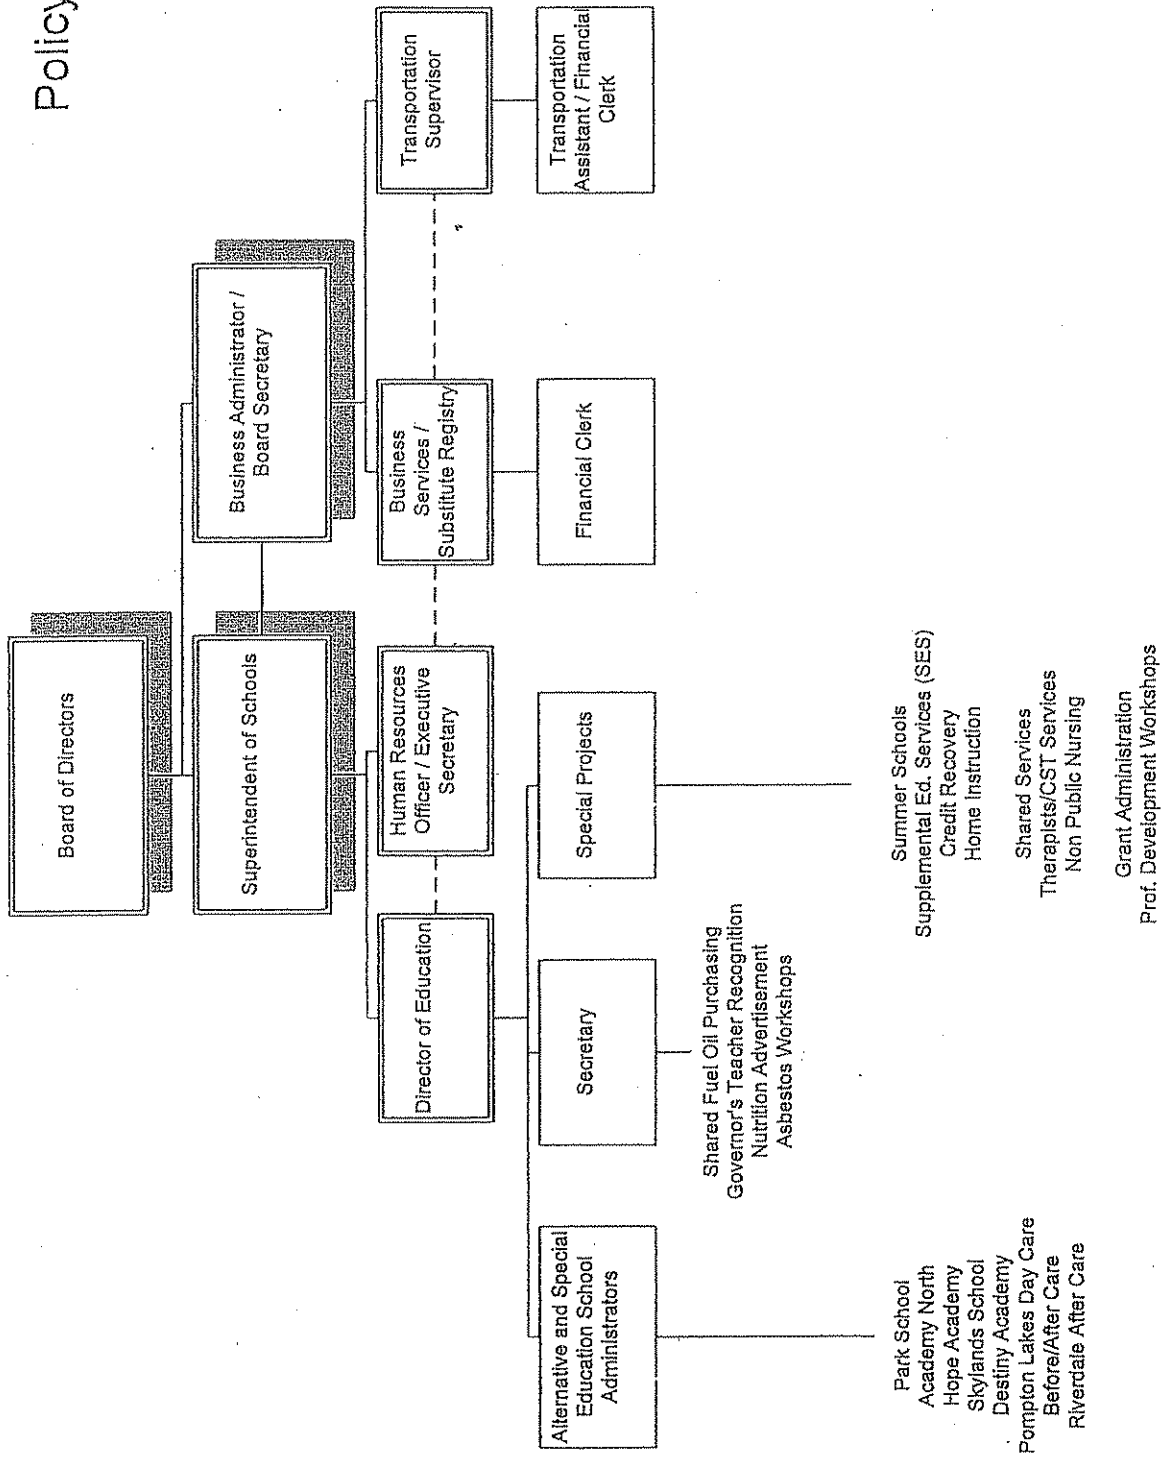 Policy
Board of Directors
Superintendent of Schools
Business Administrator /
Board Secretary
Director of Education
Human Resources
Officer / Executive
Secretary
Business
Services /
Substitute Registry
Transportation
Supervisor
Alternative and Special
Education School
Administrators
Secretary
Special Projects
Financial Clerk
Transportation
Assistant / Financial
Clerk
Shared Fuel Oil Purchasing
Governor's Teacher Recognition
Nutrition Advertisement
Asbestos Workshops
Park School
Academy North
Hope Academy
Skylands School
Destiny Academy
Pompton Lakes Day Care
Before/After Care
Riverdale After Care
Summer Schools
Supplemental Ed. Services (SES)
Credit Recovery
Home Instruction
Shared Services
Therapists/CST Services
Non Public Nursing
Grant Administration
Prof. Development Workshops